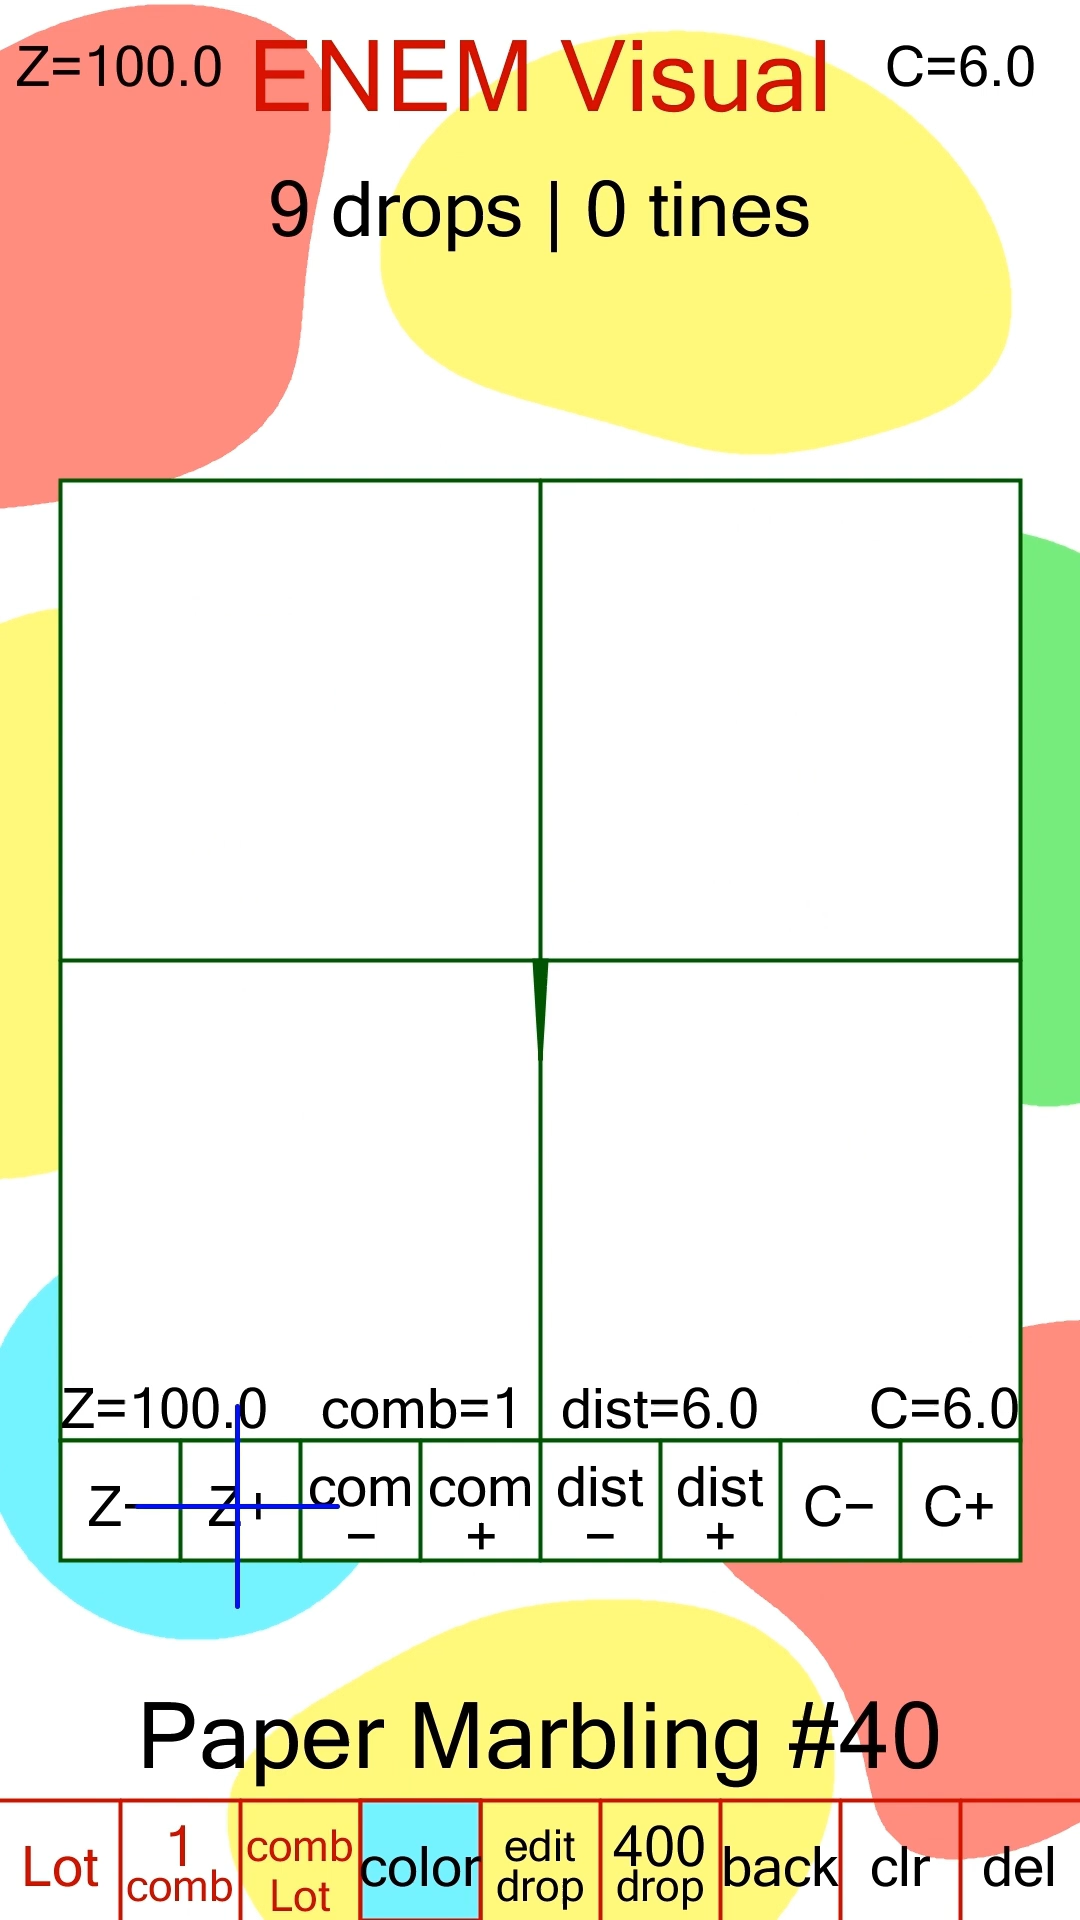 Z=100.0 ENEM Visual C=6.0
9 drops | 0 tines
Z=100.0 comb=1 dist=6.0 C=6.0
Z− Z+ com − com + dist − dist + C− C+
Paper Marbling #40
Lot 1 comb comb Lot color edit drop 400 drop back clr del